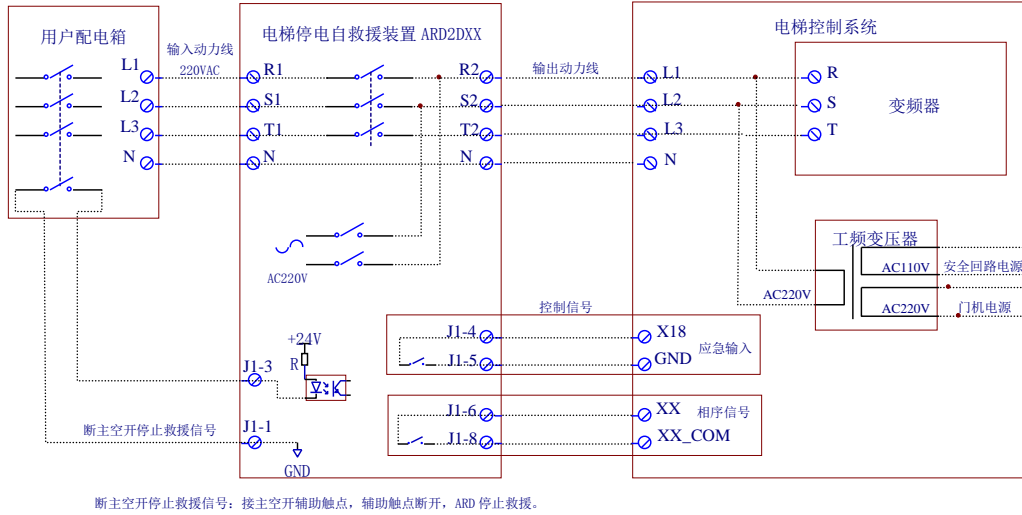 用户配电箱
L1
L2
L3
N
输入动力线
220VAC
电梯停电自救援装置 ARD2DXX
R1
S1
T1
N
R2
S2
T2
N
AC220V
输出动力线
电梯控制系统
L1
L2
L3
N
R
S
T
变频器
工频变压器
AC220V
AC110V
AC220V
安全回路电源
门机电源
控制信号
J1-4
J1-5
X18
GND
应急输入
J1-6
J1-8
XX
XX_COM
相序信号
+24V
R
J1-3
J1-1
GND
断主空开停止救援信号
断主空开停止救援信号：接主空开辅助触点，辅助触点断开，ARD 停止救援。